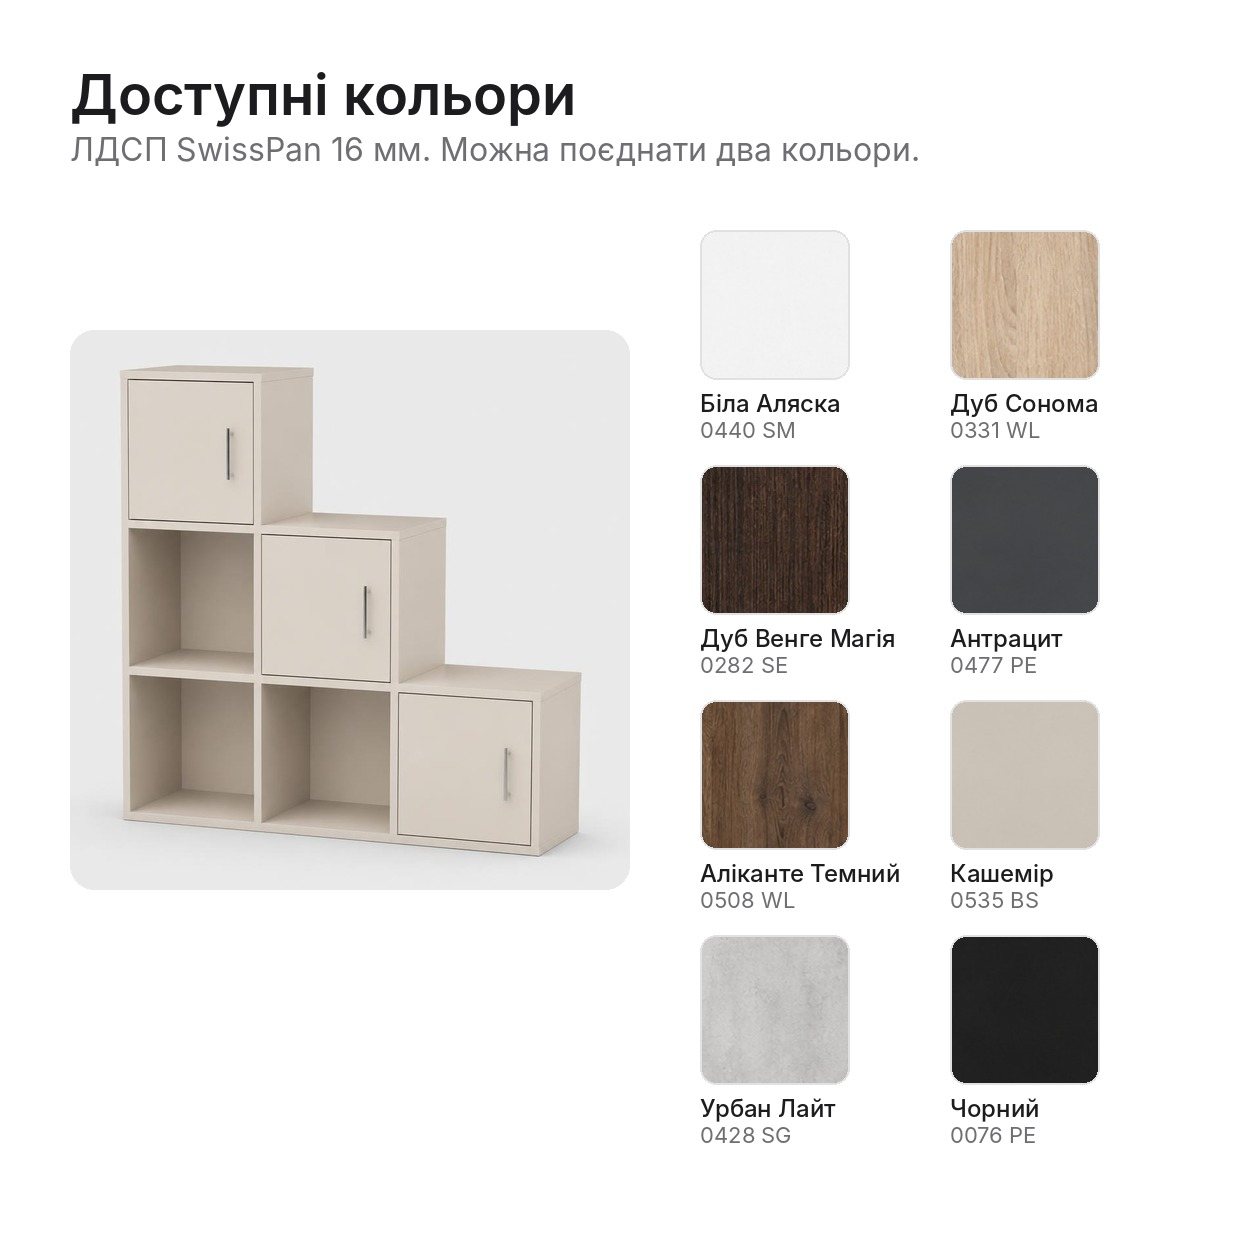 Доступні кольори
ЛДСП SwissPan 16 мм. Можна поєднати два кольори.
Біла Аляска
0440 SM
Дуб Сонома
0331 WL
Дуб Венге Магія
0282 SE
Антрацит
0477 PE
Аліканте Темний
0508 WL
Кашемір
0535 BS
Урбан Лайт
0428 SG
Чорний
0076 PE